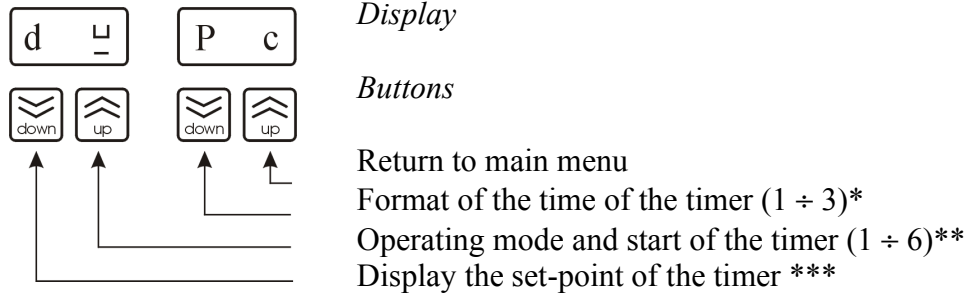 Display
d ⊔ P c
Buttons
down up down up
Return to main menu
Format of the time of the timer (1 ÷ 3)*
Operating mode and start of the timer (1 ÷ 6)**
Display the set-point of the timer ***